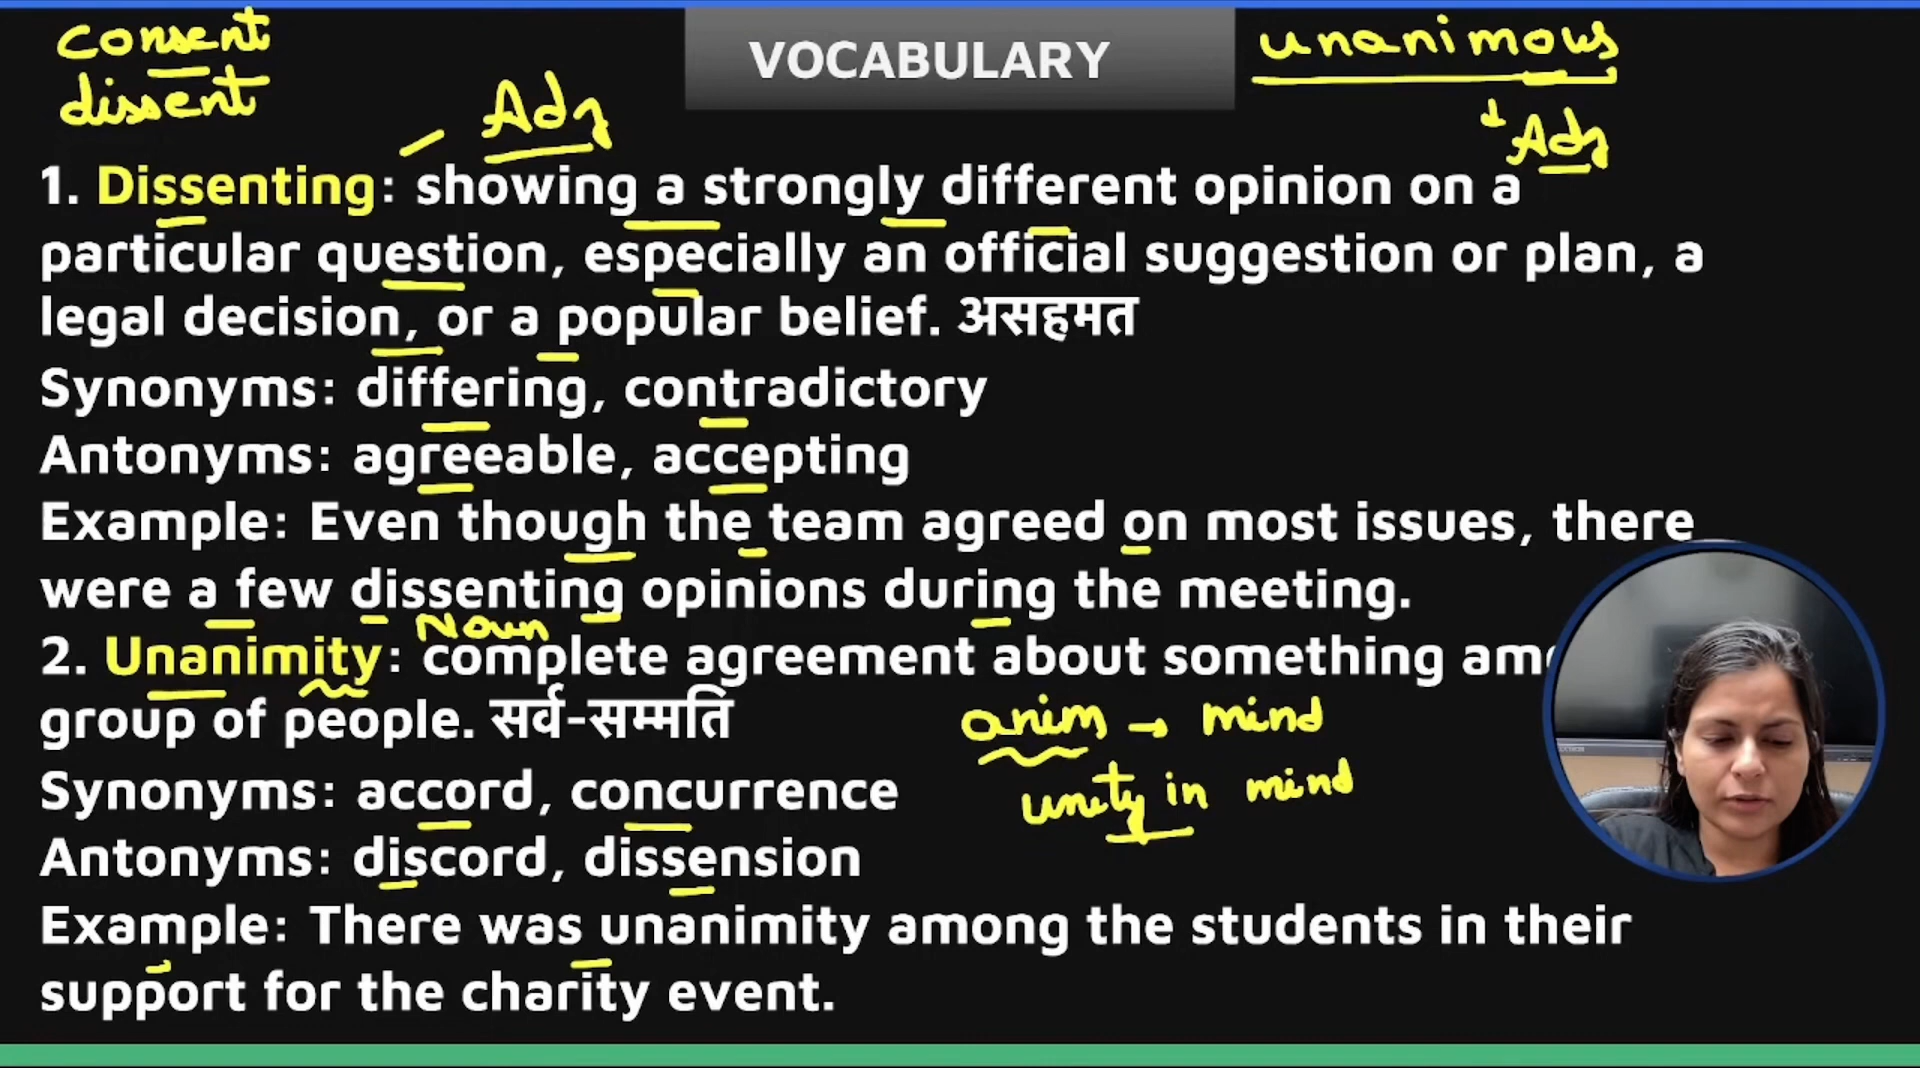 consent
dissent
VOCABULARY
unanimous
Adj
Adj
1. Dissenting: showing a strongly different opinion on a
particular question, especially an official suggestion or plan, a
legal decision, or a popular belief. असहमत
Synonyms: differing, contradictory
Antonyms: agreeable, accepting
Example: Even though the team agreed on most issues, there
were a few dissenting opinions during the meeting.
Noun
2. Unanimity: complete agreement about something
group of people. सर्व-सम्मति
anim → mind
unity in mind
Synonyms: accord, concurrence
Antonyms: discord, dissension
Example: There was unanimity among the students in their
support for the charity event.